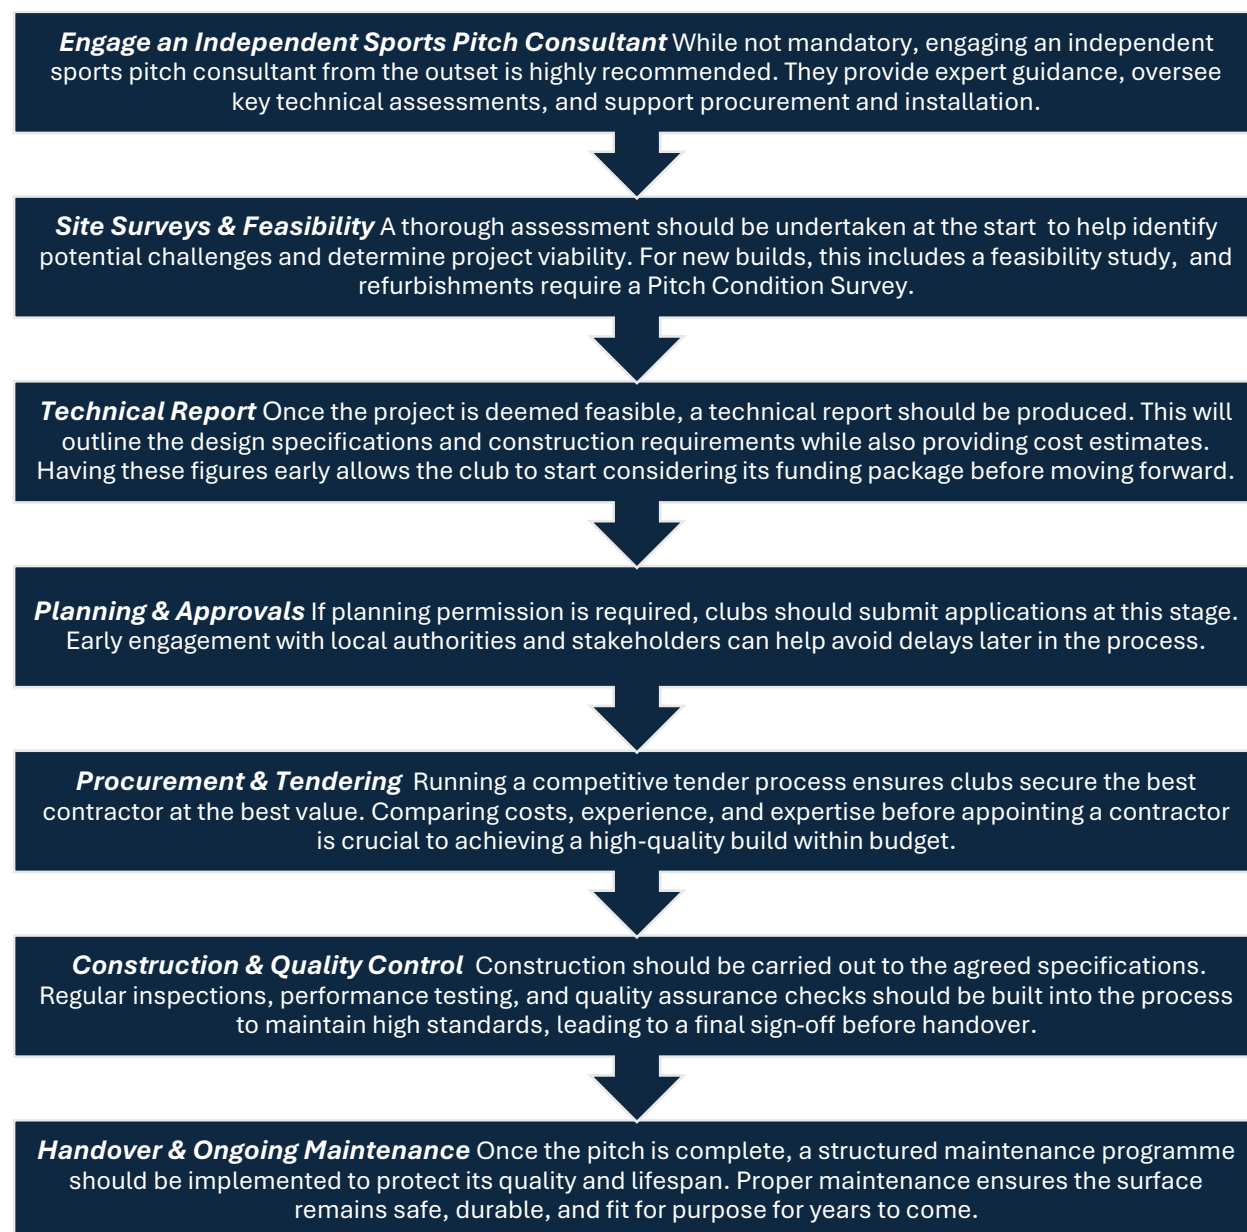 Engage an Independent Sports Pitch Consultant While not mandatory, engaging an independent
sports pitch consultant from the outset is highly recommended. They provide expert guidance, oversee
key technical assessments, and support procurement and installation.
Site Surveys & Feasibility A thorough assessment should be undertaken at the start  to help identify
potential challenges and determine project viability. For new builds, this includes a feasibility study,  and
refurbishments require a Pitch Condition Survey.
Technical Report Once the project is deemed feasible, a technical report should be produced. This will
outline the design specifications and construction requirements while also providing cost estimates.
Having these figures early allows the club to start considering its funding package before moving forward.
Planning & Approvals If planning permission is required, clubs should submit applications at this stage.
Early engagement with local authorities and stakeholders can help avoid delays later in the process.
Procurement & Tendering  Running a competitive tender process ensures clubs secure the best
contractor at the best value. Comparing costs, experience, and expertise before appointing a contractor
is crucial to achieving a high-quality build within budget.
Construction & Quality Control  Construction should be carried out to the agreed specifications.
Regular inspections, performance testing, and quality assurance checks should be built into the process
to maintain high standards, leading to a final sign-off before handover.
Handover & Ongoing Maintenance Once the pitch is complete, a structured maintenance programme
should be implemented to protect its quality and lifespan. Proper maintenance ensures the surface
remains safe, durable, and fit for purpose for years to come.